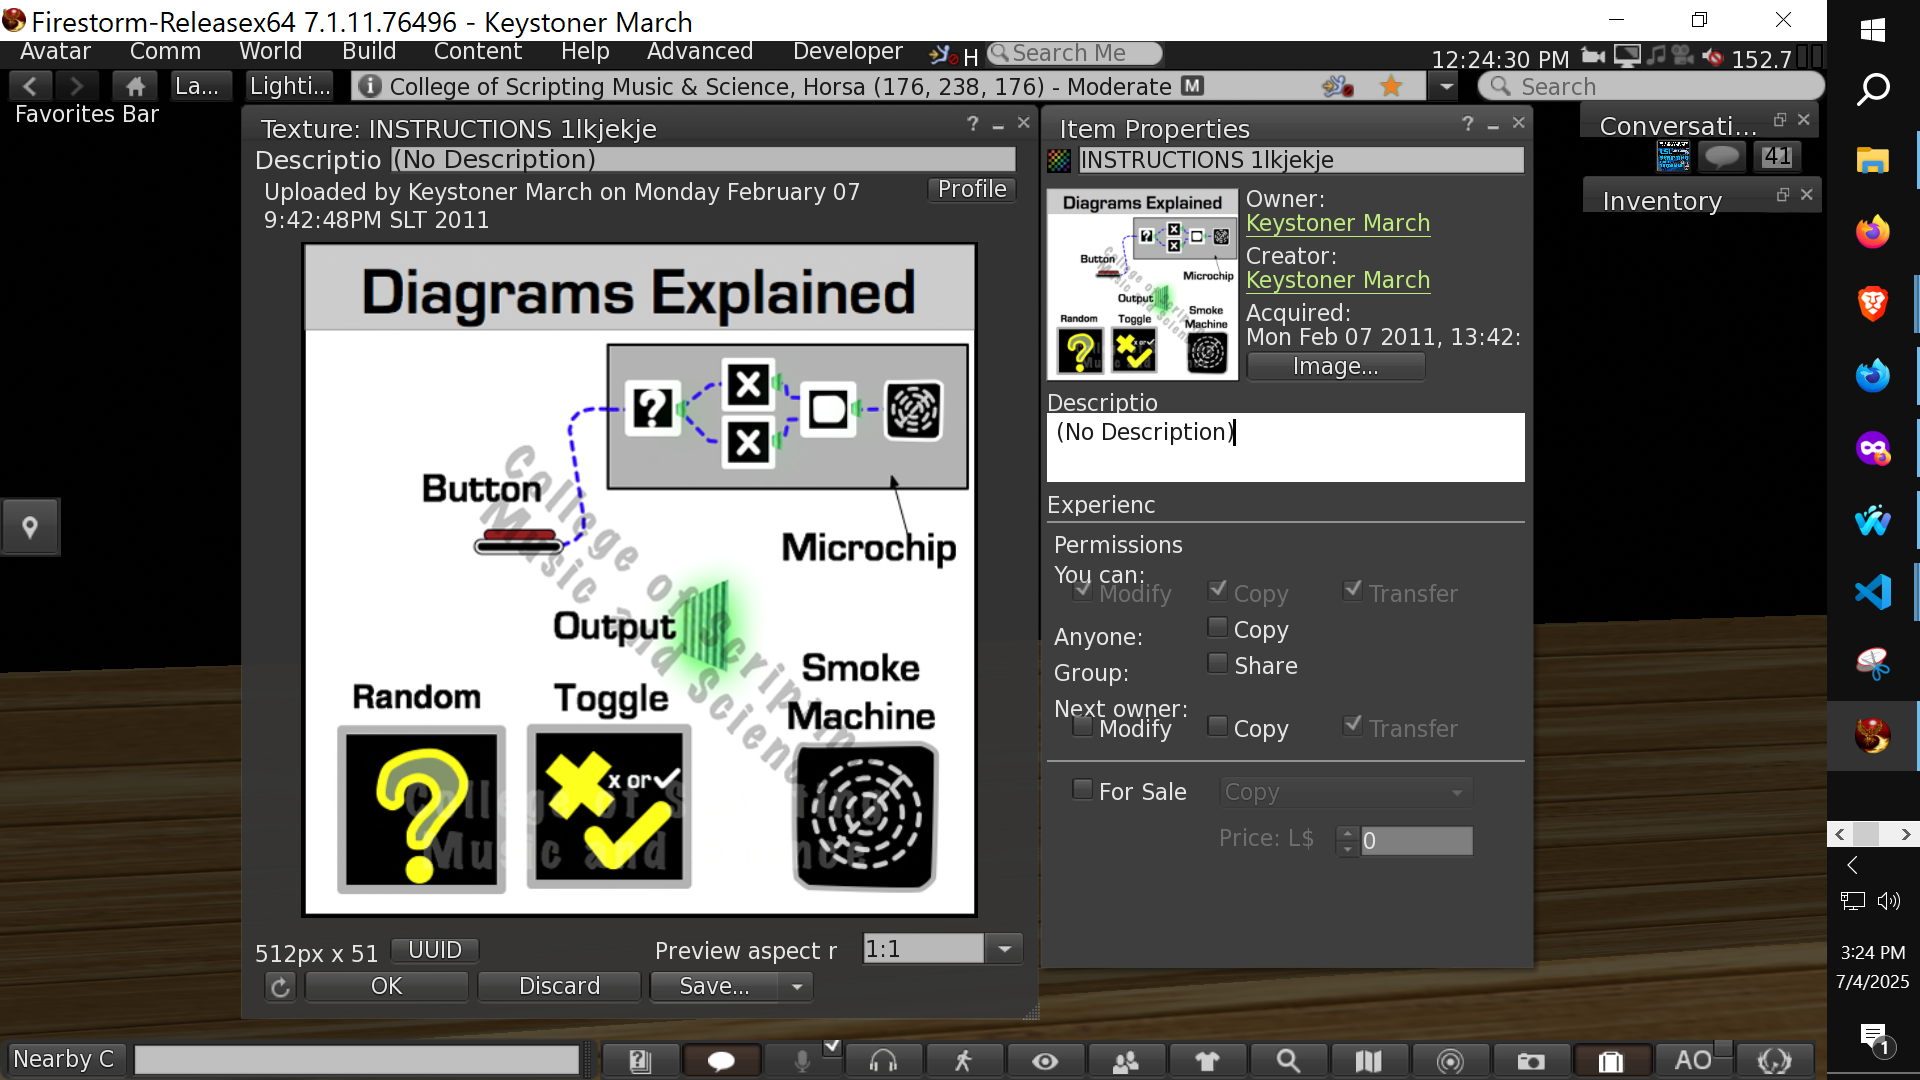 Firestorm-Releasex64 7.1.11.76496 - Keystoner March
Avatar Comm World Build Content Help Advanced Developer H Search Me 12:24:30 PM 152.7
La... Lighti... College of Scripting Music & Science, Horsa (176, 238, 176) - Moderate M Search
Favorites Bar
Texture: INSTRUCTIONS 1lkjekje
Descriptio (No Description)
Uploaded by Keystoner March on Monday February 07
9:42:48PM SLT 2011
Profile
Diagrams Explained
Button
Microchip
Output
Random
Toggle
Smoke
Machine
x or
College of Scripting
Music and Science
College of Scripting
Music and Science
512px x 51 UUID Preview aspect r 1:1
OK Discard Save...
Item Properties
INSTRUCTIONS 1lkjekje
Diagrams Explained
Button
Microchip
Output
Random
Toggle
Smoke
Machine
Owner:
Keystoner March
Creator:
Keystoner March
Acquired:
Mon Feb 07 2011, 13:42:
Image...
Descriptio
(No Description)
Experienc
Permissions
You can:
Modify Copy Transfer
Anyone: Copy
Group: Share
Next owner:
Modify Copy Transfer
For Sale Copy
Price: L$ 0
Conversati...
41
Inventory
Nearby C
AO
3:24 PM
7/4/2025
1